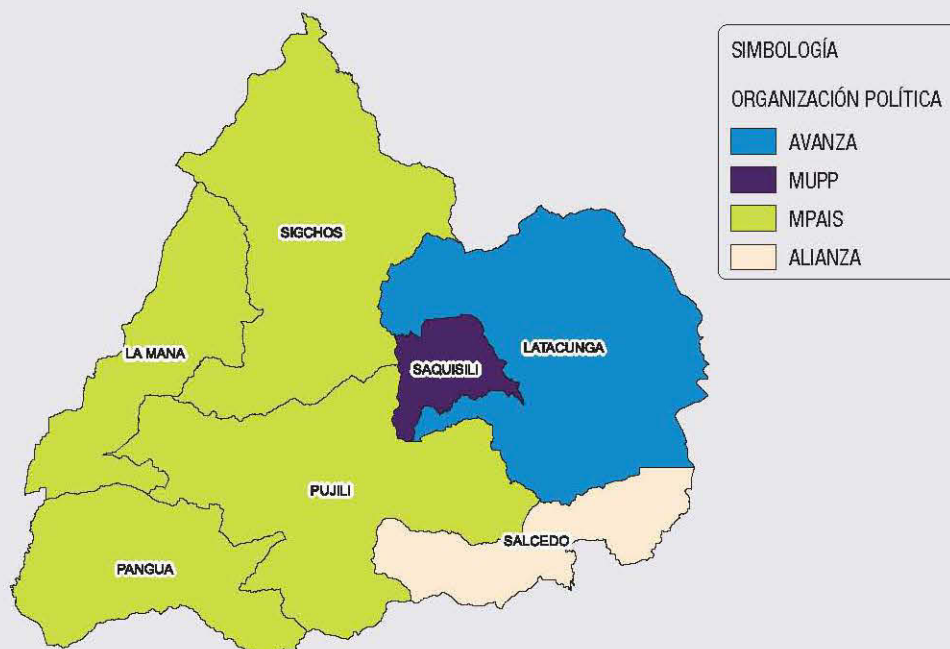 SIMBOLOGÍA
ORGANIZACIÓN POLÍTICA
AVANZA
MUPP
MPAIS
ALIANZA
SIGCHOS
LA MANA
SAQUISILI
LATACUNGA
PUJILI
SALCEDO
PANGUA